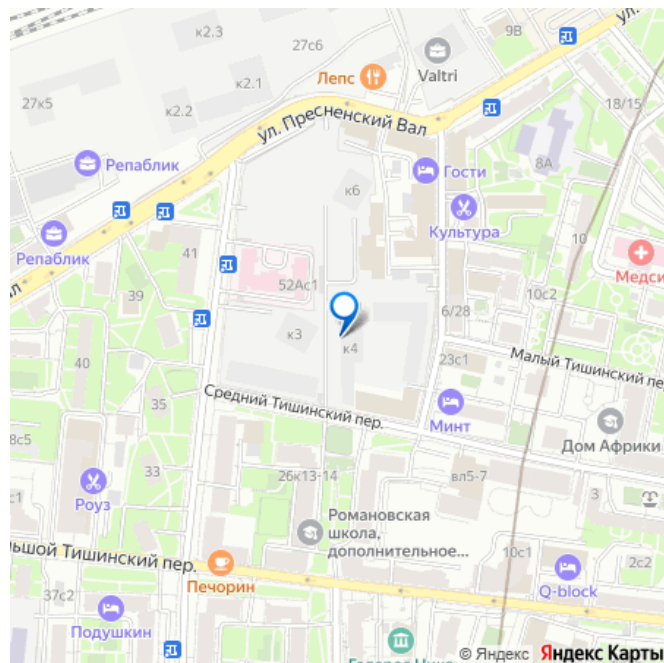 ул.
9В
к2.3
27с6
Valtri
Лепс
к2.1
18/15
27к5
к2.2
ул. Пресненский Вал
Репаблик
8А
Гости
к6
Культура
10
Репаблик
41
Медси
52Ас1
10с2
39
6/28
к3
к4
23с1
Малый Тишинский пер.
40
Средний Тишинский пер.
Минт
35
Дом Африки
8с5
33
26к13-14
вл5-7
с1
3
Роуз
Романовская
школа,
дополнительное...
льшой Тишинский пер.
10с1
2с2
Печорин
Q-block
37с2
Подушкин
© Яндекс Яндекс Карты